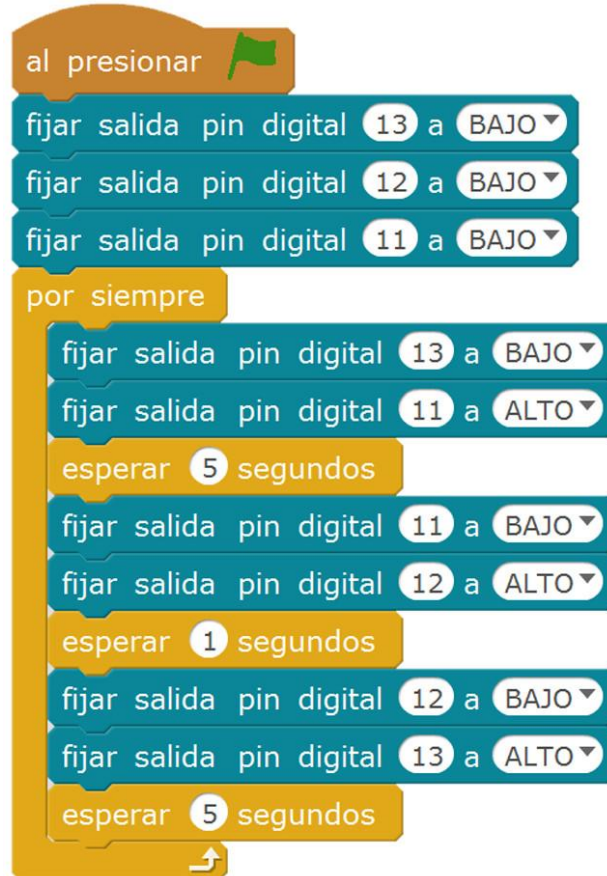 al presionar
fijar salida pin digital 13 a BAJO
fijar salida pin digital 12 a BAJO
fijar salida pin digital 11 a BAJO
por siempre
fijar salida pin digital 13 a BAJO
fijar salida pin digital 11 a ALTO
esperar 5 segundos
fijar salida pin digital 11 a BAJO
fijar salida pin digital 12 a ALTO
esperar 1 segundos
fijar salida pin digital 12 a BAJO
fijar salida pin digital 13 a ALTO
esperar 5 segundos